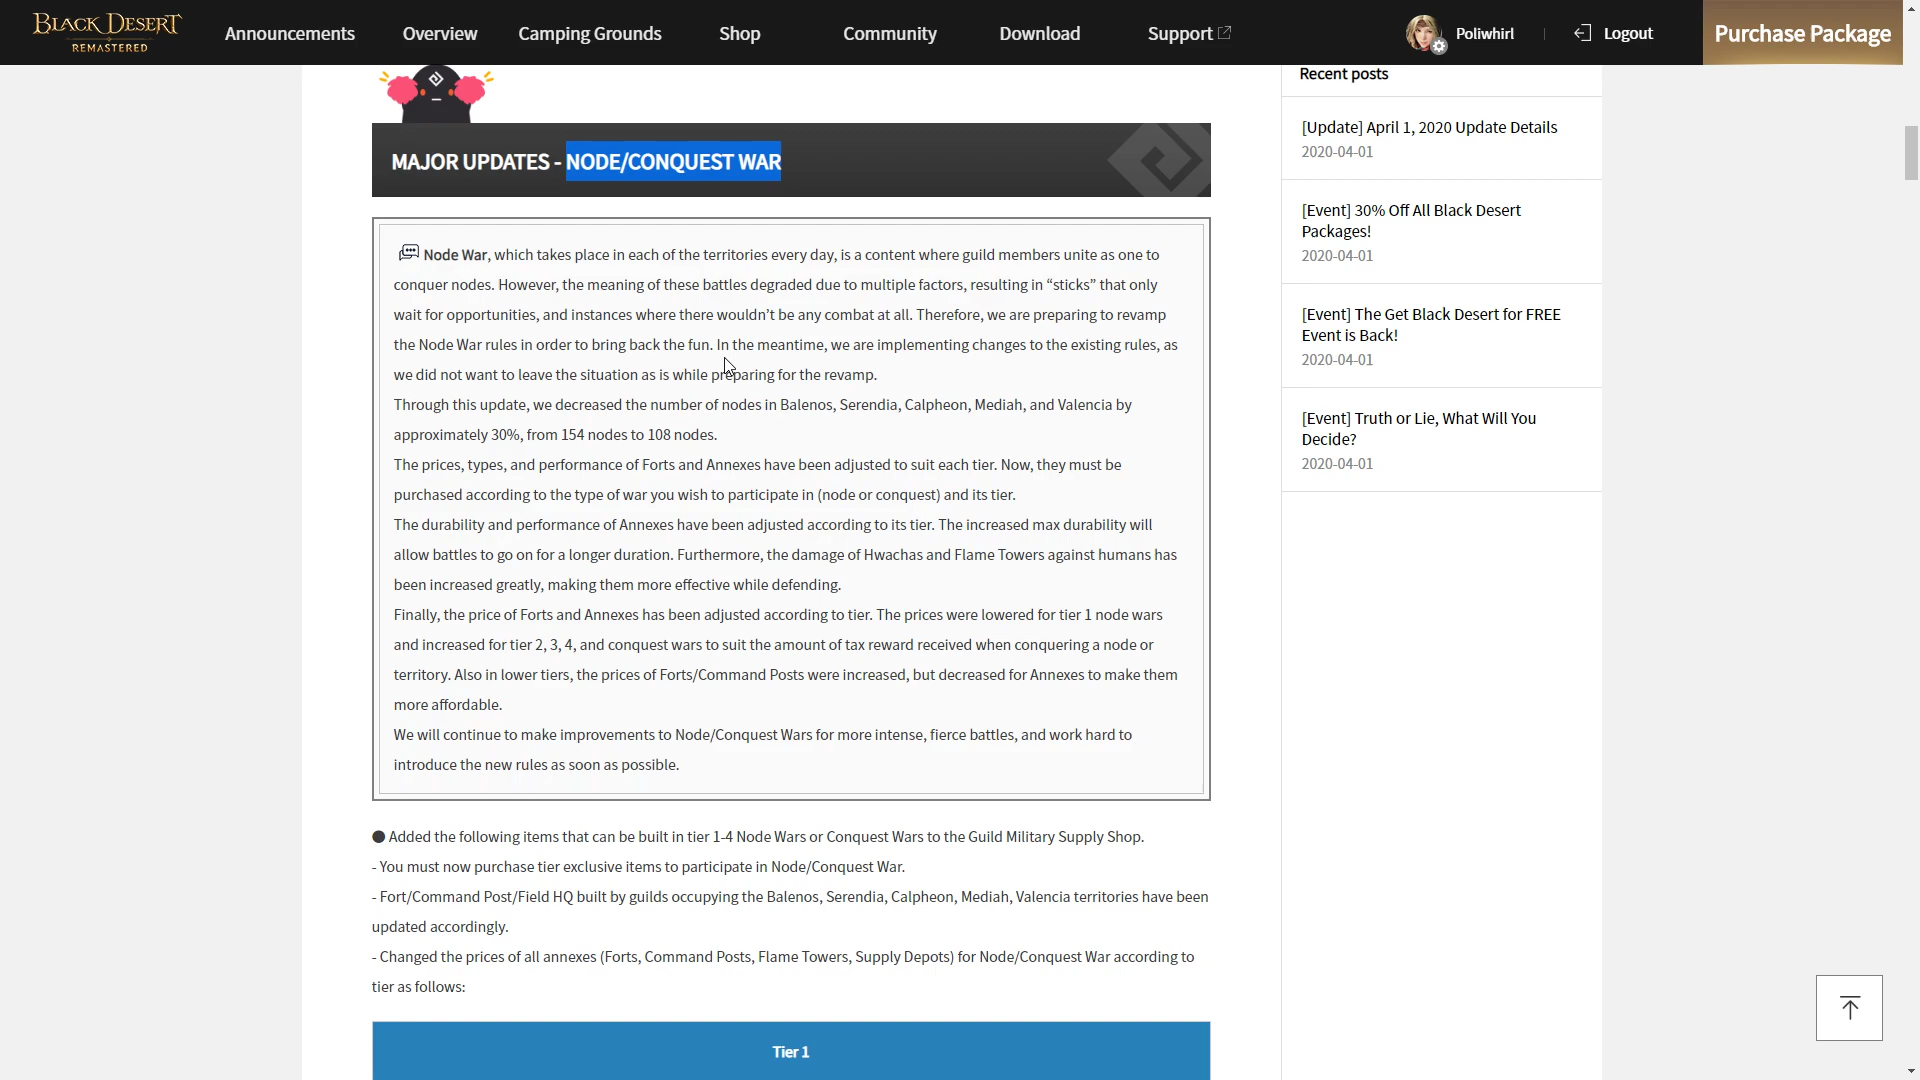 BLACK DESERT
REMASTERED
Announcements
Overview
Camping Grounds
Shop
Community
Download
Support
Poliwhirl
Logout
Purchase Package
MAJOR UPDATES - NODE/CONQUEST WAR
Node War, which takes place in each of the territories every day, is a content where guild members unite as one to
conquer nodes. However, the meaning of these battles degraded due to multiple factors, resulting in “sticks” that only
wait for opportunities, and instances where there wouldn’t be any combat at all. Therefore, we are preparing to revamp
the Node War rules in order to bring back the fun. In the meantime, we are implementing changes to the existing rules, as
we did not want to leave the situation as is while preparing for the revamp.
Through this update, we decreased the number of nodes in Balenos, Serendia, Calpheon, Mediah, and Valencia by
approximately 30%, from 154 nodes to 108 nodes.
The prices, types, and performance of Forts and Annexes have been adjusted to suit each tier. Now, they must be
purchased according to the type of war you wish to participate in (node or conquest) and its tier.
The durability and performance of Annexes have been adjusted according to its tier. The increased max durability will
allow battles to go on for a longer duration. Furthermore, the damage of Hwachas and Flame Towers against humans has
been increased greatly, making them more effective while defending.
Finally, the price of Forts and Annexes has been adjusted according to tier. The prices were lowered for tier 1 node wars
and increased for tier 2, 3, 4, and conquest wars to suit the amount of tax reward received when conquering a node or
territory. Also in lower tiers, the prices of Forts/Command Posts were increased, but decreased for Annexes to make them
more affordable.
We will continue to make improvements to Node/Conquest Wars for more intense, fierce battles, and work hard to
introduce the new rules as soon as possible.
● Added the following items that can be built in tier 1-4 Node Wars or Conquest Wars to the Guild Military Supply Shop.
- You must now purchase tier exclusive items to participate in Node/Conquest War.
- Fort/Command Post/Field HQ built by guilds occupying the Balenos, Serendia, Calpheon, Mediah, Valencia territories have been
updated accordingly.
- Changed the prices of all annexes (Forts, Command Posts, Flame Towers, Supply Depots) for Node/Conquest War according to
tier as follows:
Tier 1
Recent posts
[Update] April 1, 2020 Update Details
2020-04-01
[Event] 30% Off All Black Desert
Packages!
2020-04-01
[Event] The Get Black Desert for FREE
Event is Back!
2020-04-01
[Event] Truth or Lie, What Will You
Decide?
2020-04-01